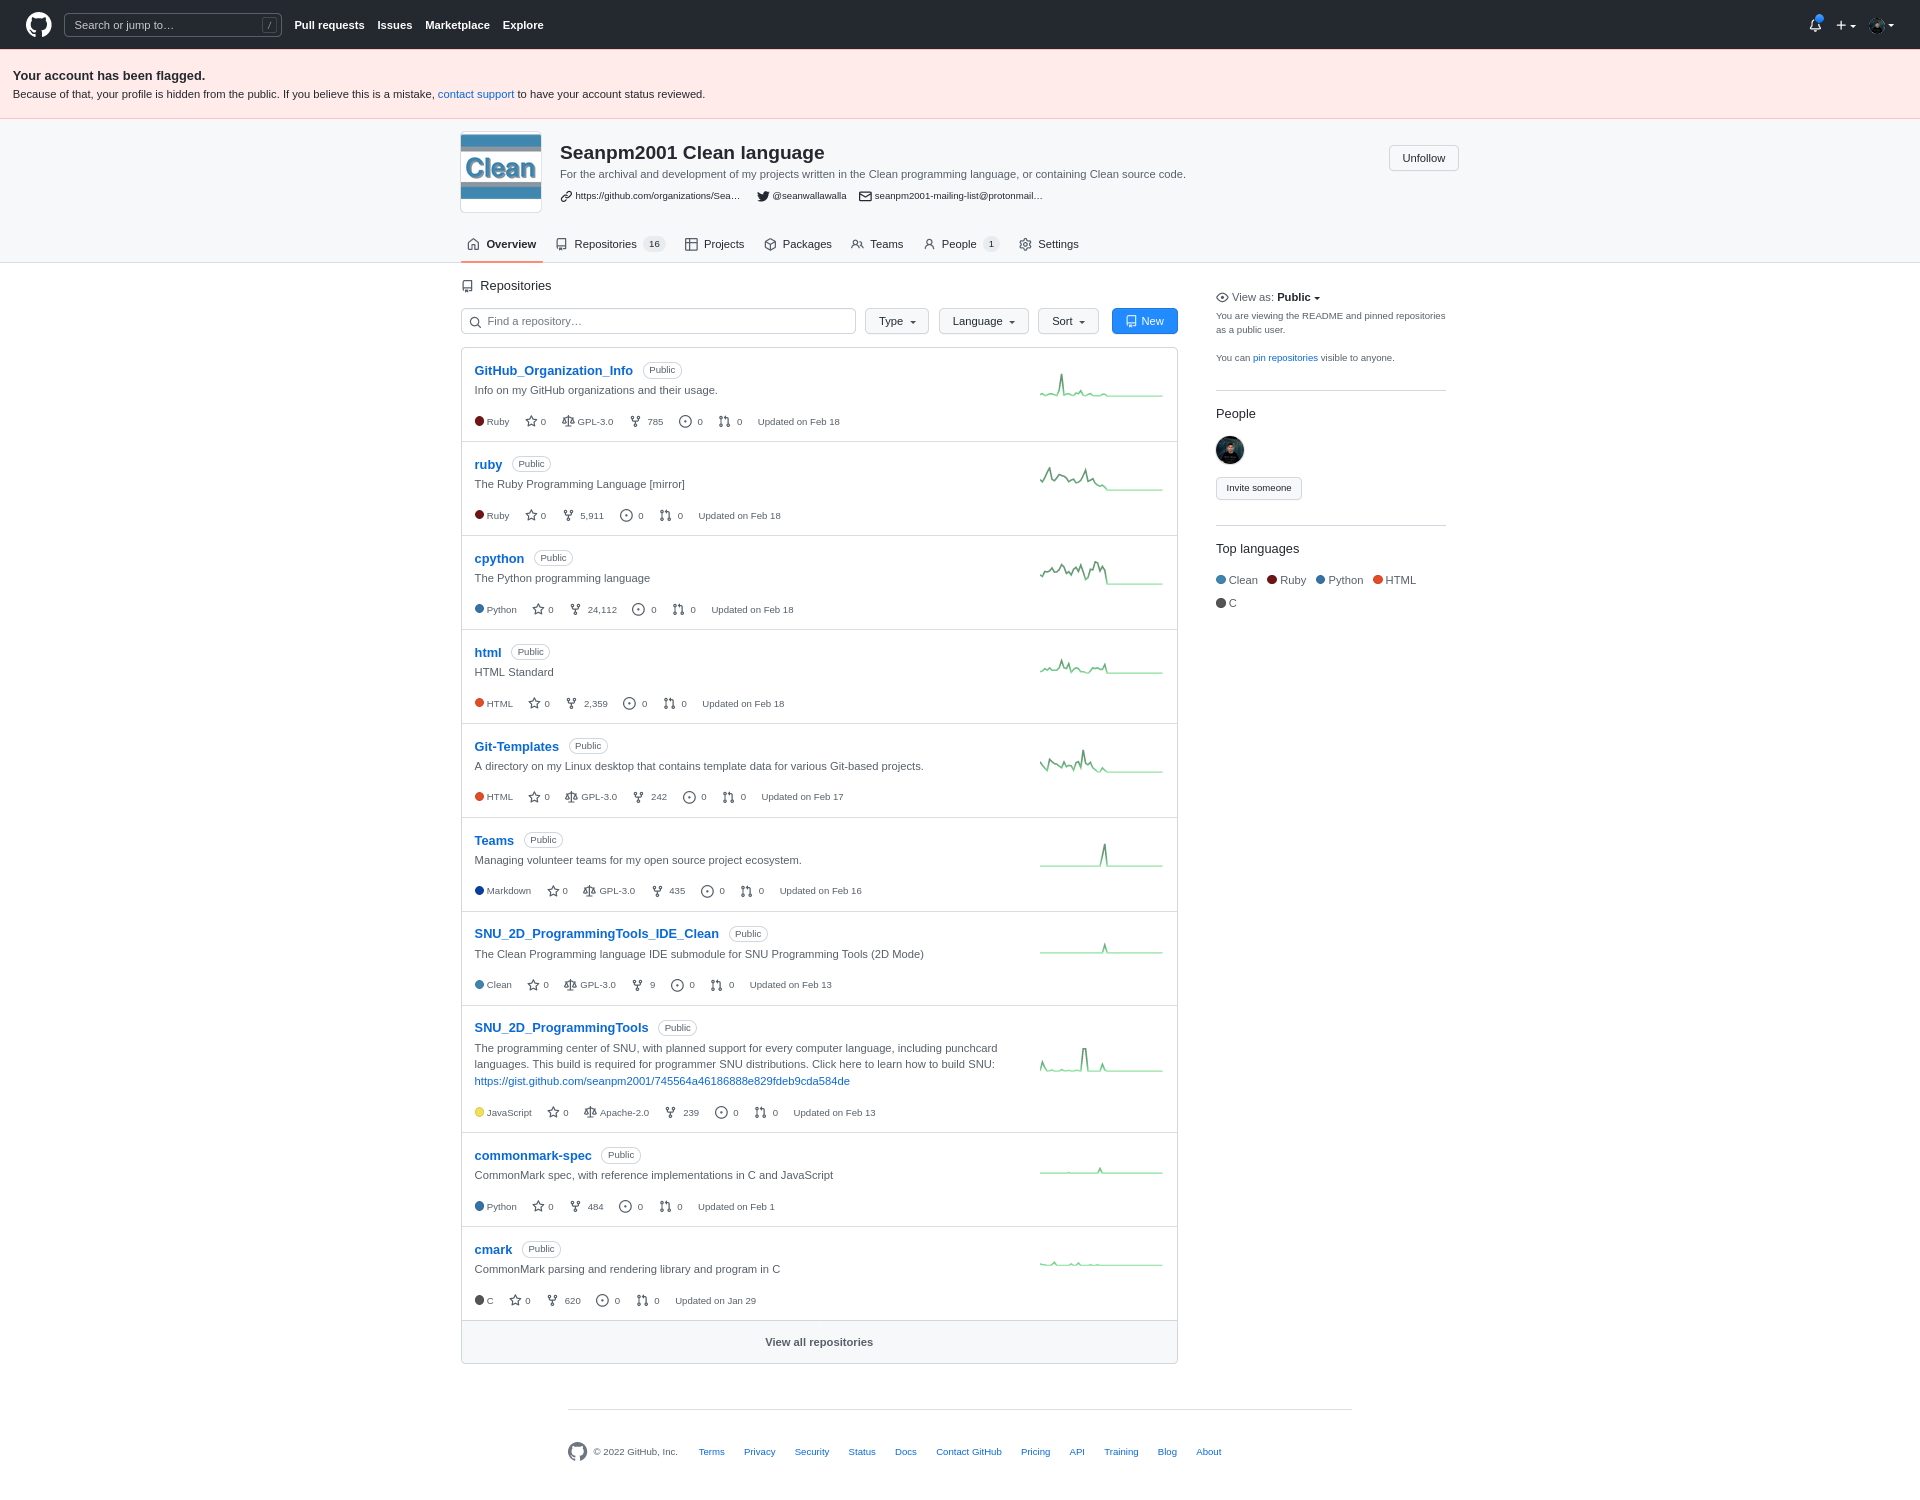 Search or jump to… /
Pull requests Issues Marketplace Explore
Your account has been flagged.
Because of that, your profile is hidden from the public. If you believe this is a mistake, contact support to have your account status reviewed.
Clean
Seanpm2001 Clean language
For the archival and development of my projects written in the Clean programming language, or containing Clean source code.
https://github.com/organizations/Sea… @seanwallawalla seanpm2001-mailing-list@protonmail…
Unfollow
Overview Repositories 16 Projects Packages Teams People 1 Settings
Repositories
Find a repository… Type Language Sort New
GitHub_Organization_Info Public
Info on my GitHub organizations and their usage.
Ruby 0 GPL-3.0 785 0 0 Updated on Feb 18
ruby Public
The Ruby Programming Language [mirror]
Ruby 0 5,911 0 0 Updated on Feb 18
cpython Public
The Python programming language
Python 0 24,112 0 0 Updated on Feb 18
html Public
HTML Standard
HTML 0 2,359 0 0 Updated on Feb 18
Git-Templates Public
A directory on my Linux desktop that contains template data for various Git-based projects.
HTML 0 GPL-3.0 242 0 0 Updated on Feb 17
Teams Public
Managing volunteer teams for my open source project ecosystem.
Markdown 0 GPL-3.0 435 0 0 Updated on Feb 16
SNU_2D_ProgrammingTools_IDE_Clean Public
The Clean Programming language IDE submodule for SNU Programming Tools (2D Mode)
Clean 0 GPL-3.0 9 0 0 Updated on Feb 13
SNU_2D_ProgrammingTools Public
The programming center of SNU, with planned support for every computer language, including punchcard
languages. This build is required for programmer SNU distributions. Click here to learn how to build SNU:
https://gist.github.com/seanpm2001/745564a46186888e829fdeb9cda584de
JavaScript 0 Apache-2.0 239 0 0 Updated on Feb 13
commonmark-spec Public
CommonMark spec, with reference implementations in C and JavaScript
Python 0 484 0 0 Updated on Feb 1
cmark Public
CommonMark parsing and rendering library and program in C
C 0 620 0 0 Updated on Jan 29
View all repositories
View as: Public
You are viewing the README and pinned repositories
as a public user.
You can pin repositories visible to anyone.
People
Invite someone
Top languages
Clean Ruby Python HTML
C
© 2022 GitHub, Inc. Terms Privacy Security Status Docs Contact GitHub Pricing API Training Blog About